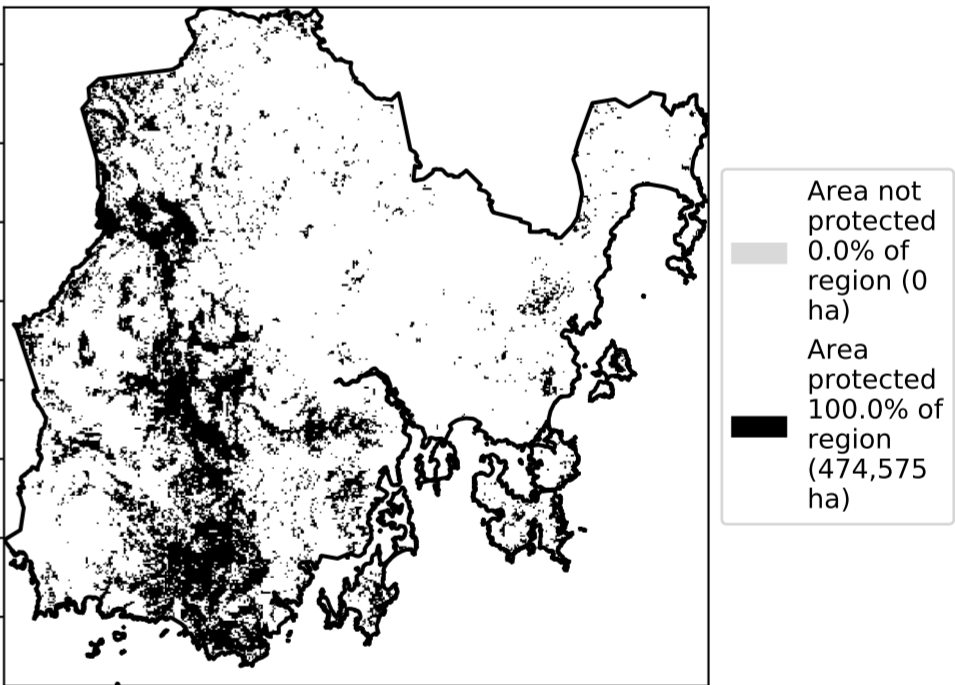 Area not
protected
0.0% of
region (0
ha)
Area
protected
100.0% of
region
(474,575
ha)